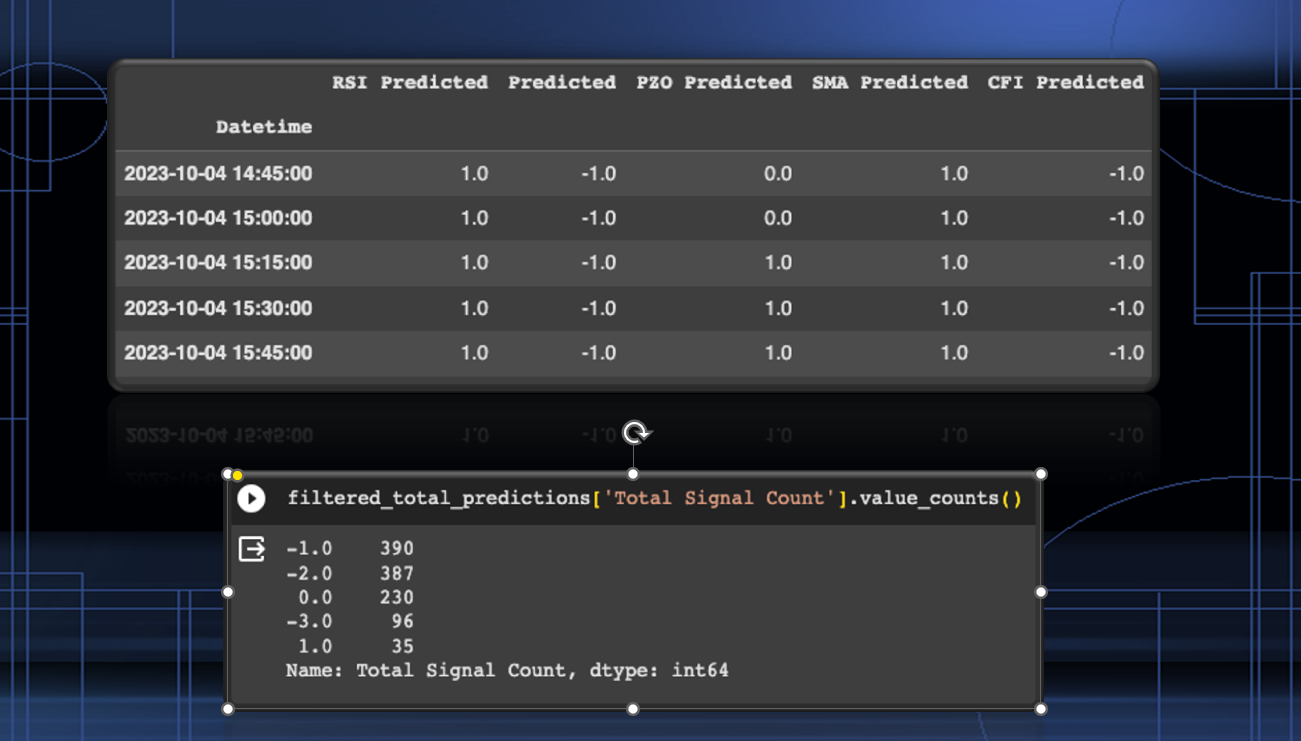 RSI Predicted Predicted PZO Predicted SMA Predicted CFI Predicted
Datetime
2023-10-04 14:45:00 1.0 -1.0 0.0 1.0 -1.0
2023-10-04 15:00:00 1.0 -1.0 0.0 1.0 -1.0
2023-10-04 15:15:00 1.0 -1.0 1.0 1.0 -1.0
2023-10-04 15:30:00 1.0 -1.0 1.0 1.0 -1.0
2023-10-04 15:45:00 1.0 -1.0 1.0 1.0 -1.0
filtered_total_predictions['Total Signal Count'].value_counts()
-1.0 390
-2.0 387
0.0 230
-3.0 96
1.0 35
Name: Total Signal Count, dtype: int64